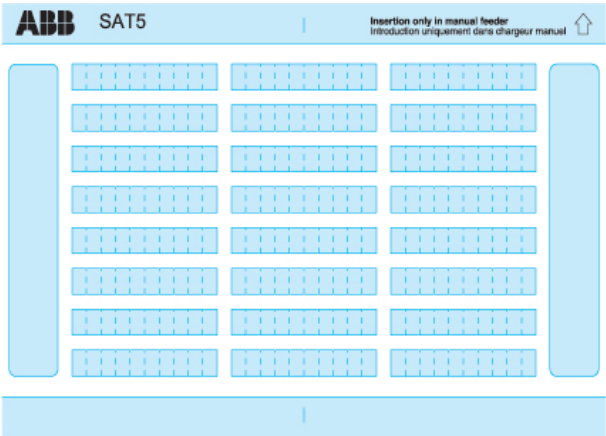 ABB SAT5
Insertion only in manual feeder
Introduction uniquement dans chargeur manuel